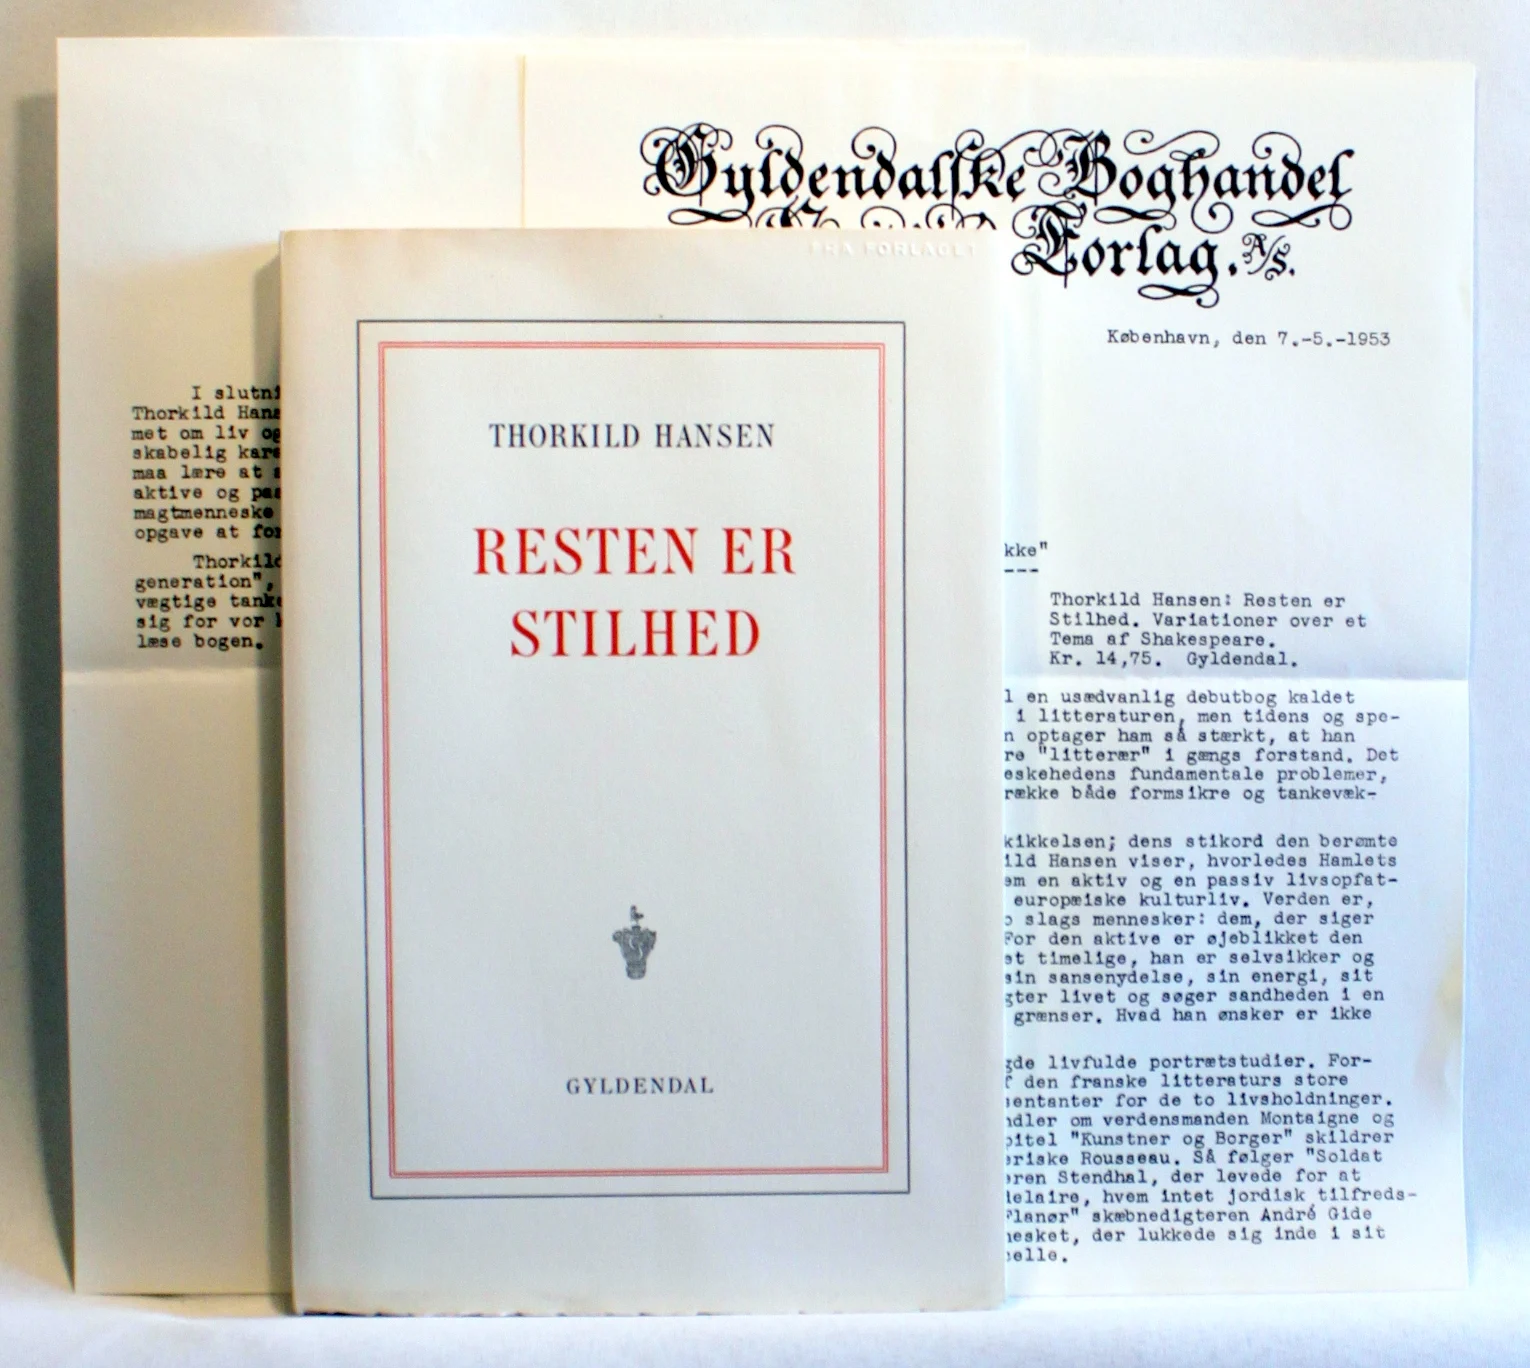 Gyldendalske Boghandel
Forlag. A/S.
København, den 7.-5.-1953
FRA FORLAGET
THORKILD HANSEN
RESTEN ER
STILHED
GYLDENDAL
I slutni
Thorkild Hans
met om liv og
skabelig kara
maa lære at s
aktive og pas
magtmenneske
opgave at for
Thorkild
generation",
vægtige tanke
sig for vor k
læse bogen.
kke"
Thorkild Hansen: Resten er
Stilhed. Variationer over et
Tema af Shakespeare.
Kr. 14,75. Gyldendal.
l en usædvanlig debutbog kaldet
i litteraturen, men tidens og spe-
n optager ham så stærkt, at han
re "litterær" i gængs forstand. Det
eskehedens fundamentale problemer,
række både formsikre og tankevæk-
kikkelsen; dens stikord den berømte
ild Hansen viser, hvorledes Hamlets
em en aktiv og en passiv livsopfat-
europæiske kulturliv. Verden er,
o slags mennesker: dem, der siger
For den aktive er øjeblikket den
et timelige, han er selvsikker og
sin sansenydelse, sin energi, sit
gter livet og søger sandheden i en
grænser. Hvad han ønsker er ikke
gde livfulde portrætstudier. For-
f den franske litteraturs store
entanter for de to livsholdninger.
ndler om verdensmanden Montaigne og
pitel "Kunstner og Borger" skildrer
eriske Rousseau. Så følger "Soldat
eren Stendhal, der levede for at
delaire, hvem intet jordisk tilfreds-
Flanør" skæbnedigteren André Gide
nesket, der lukkede sig inde i sit
celle.